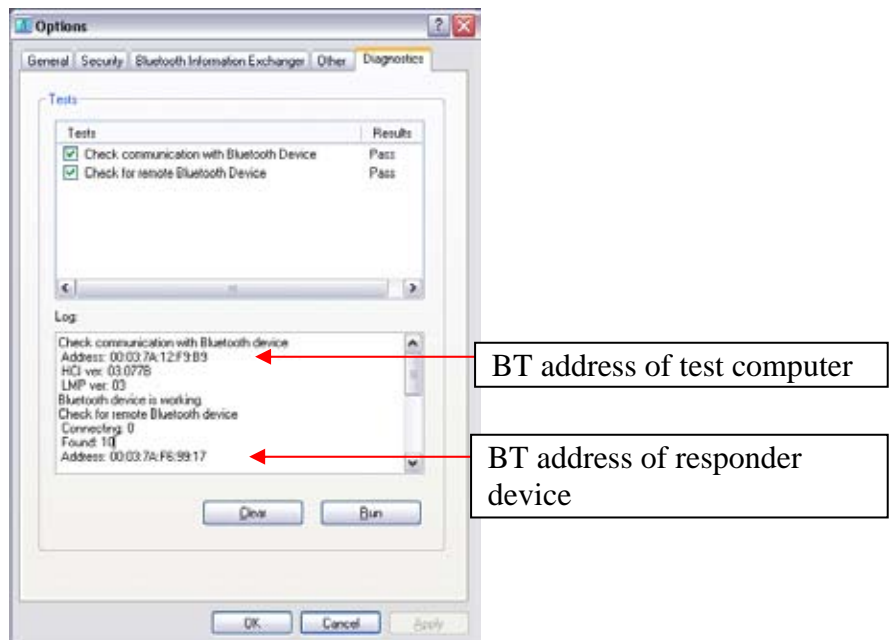 Options
General Security Bluetooth Information Exchanger Other Diagnostics
Tests
Tests Results
Check communication with Bluetooth Device Pass
Check for remote Bluetooth Device Pass
Log:
Check communication with Bluetooth device
Address: 00:03:7A:12:F9:B9
HCI ver: 03.077B
LMP ver: 03
Bluetooth device is working.
Check for remote Bluetooth device
Connecting: 0
Found: 10
Address: 00:03:7A:F6:99:17
BT address of test computer
BT address of responder
device
Clear Run
OK Cancel Apply